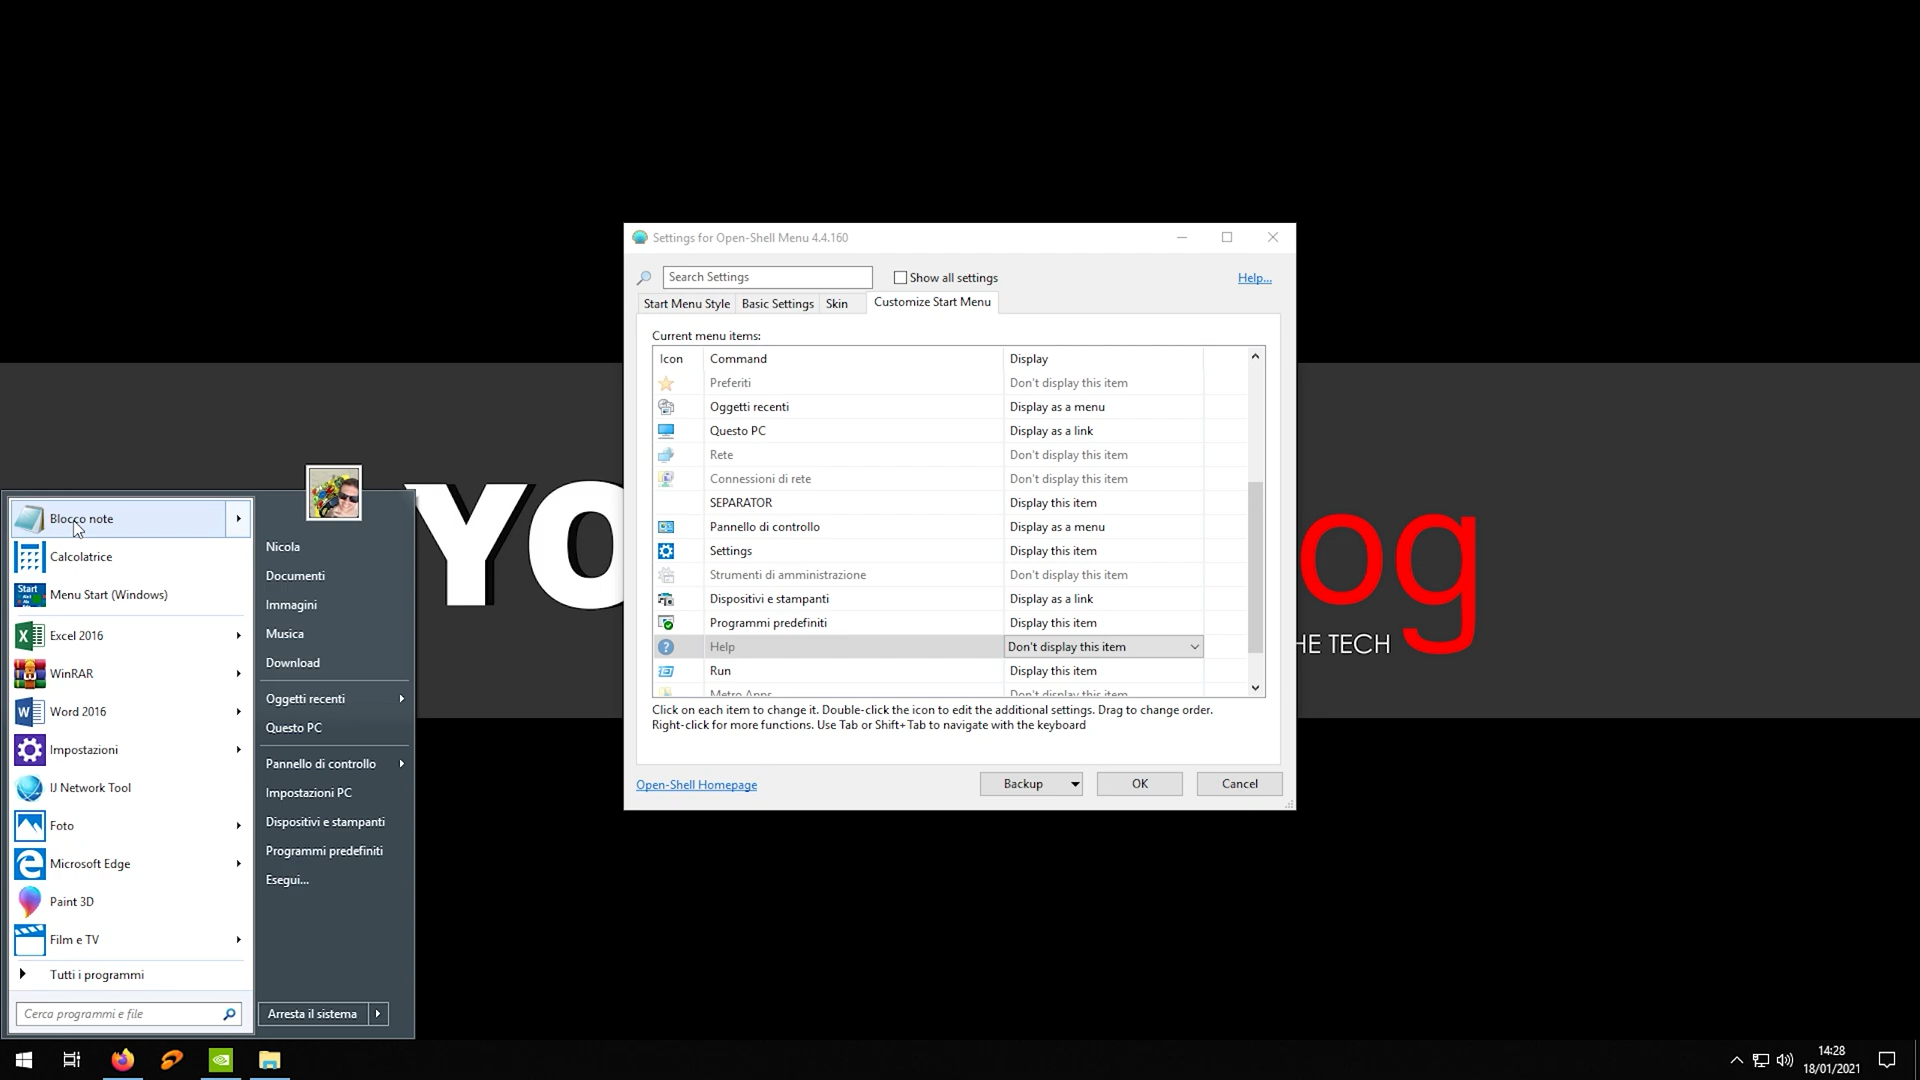 Settings for Open-Shell Menu 4.4.160
Search Settings
Show all settings
Help...
Start Menu Style
Basic Settings
Skin
Customize Start Menu
Current menu items:
Icon Command Display
Preferiti Don't display this item
Oggetti recenti Display as a menu
Questo PC Display as a link
Rete Don't display this item
Connessioni di rete Don't display this item
SEPARATOR Display this item
Pannello di controllo Display as a menu
Settings Display this item
Strumenti di amministrazione Don't display this item
Dispositivi e stampanti Display as a link
Programmi predefiniti Display this item
Help Don't display this item
Run Display this item
Metro Apps Don't display this item
Click on each item to change it. Double-click the icon to edit the additional settings. Drag to change order.
Right-click for more functions. Use Tab or Shift+Tab to navigate with the keyboard
Open-Shell Homepage
Backup
OK
Cancel
YO
og
HE TECH
Blocco note
Calcolatrice
Start
Menu Start (Windows)
Excel 2016
WinRAR
Word 2016
Impostazioni
IJ Network Tool
Foto
Microsoft Edge
Paint 3D
Film e TV
Tutti i programmi
Cerca programmi e file
Nicola
Documenti
Immagini
Musica
Download
Oggetti recenti
Questo PC
Pannello di controllo
Impostazioni PC
Dispositivi e stampanti
Programmi predefiniti
Esegui...
Arresta il sistema
14:28
18/01/2021